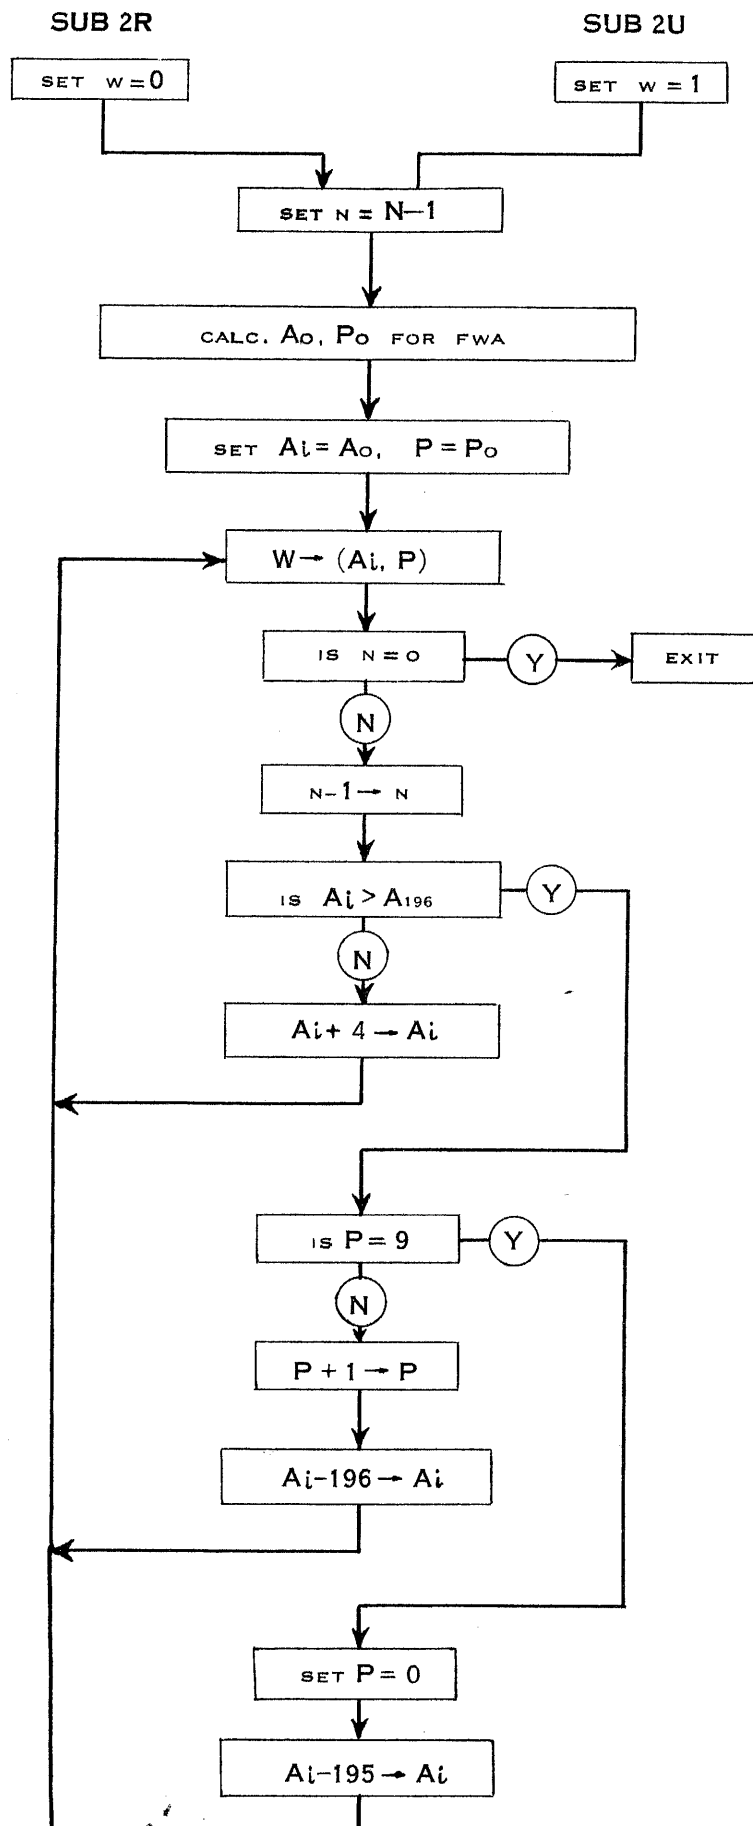 SUB 2R
SUB 2U
SET W=0
SET W=1
SET N = N-1
CALC. Ao, Po FOR FWA
SET Ai=Ao, P=Po
W→ (Ai, P)
IS N=0
Y
EXIT
N
N-1→ N
IS Ai > A196
Y
N
Ai+ 4 → Ai
IS P= 9
Y
N
P + 1 → P
Ai-196→ Ai
SET P= 0
Ai-195→ Ai